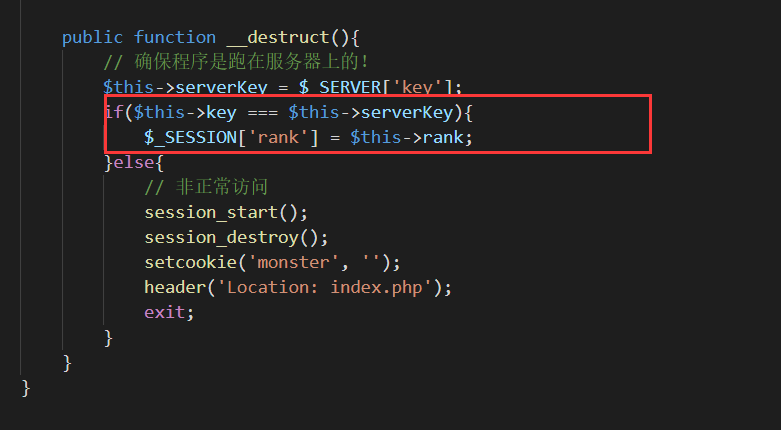 public function __destruct(){
// 确保程序是跑在服务器上的！
$this->serverKey = $_SERVER['key'];
if($this->key === $this->serverKey){
$_SESSION['rank'] = $this->rank;
}else{
// 非正常访问
session_start();
session_destroy();
setcookie('monster', '');
header('Location: index.php');
exit;
}
}
}